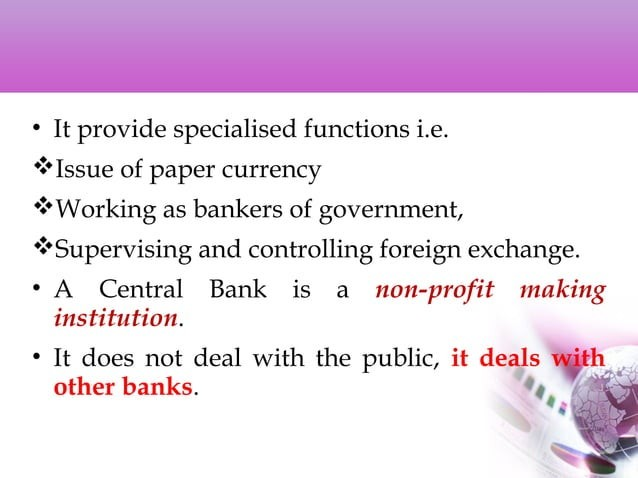 • It provide specialised functions i.e.
❖Issue of paper currency
❖Working as bankers of government,
❖Supervising and controlling foreign exchange.
• A Central Bank is a non-profit making
institution.
• It does not deal with the public, it deals with
other banks.